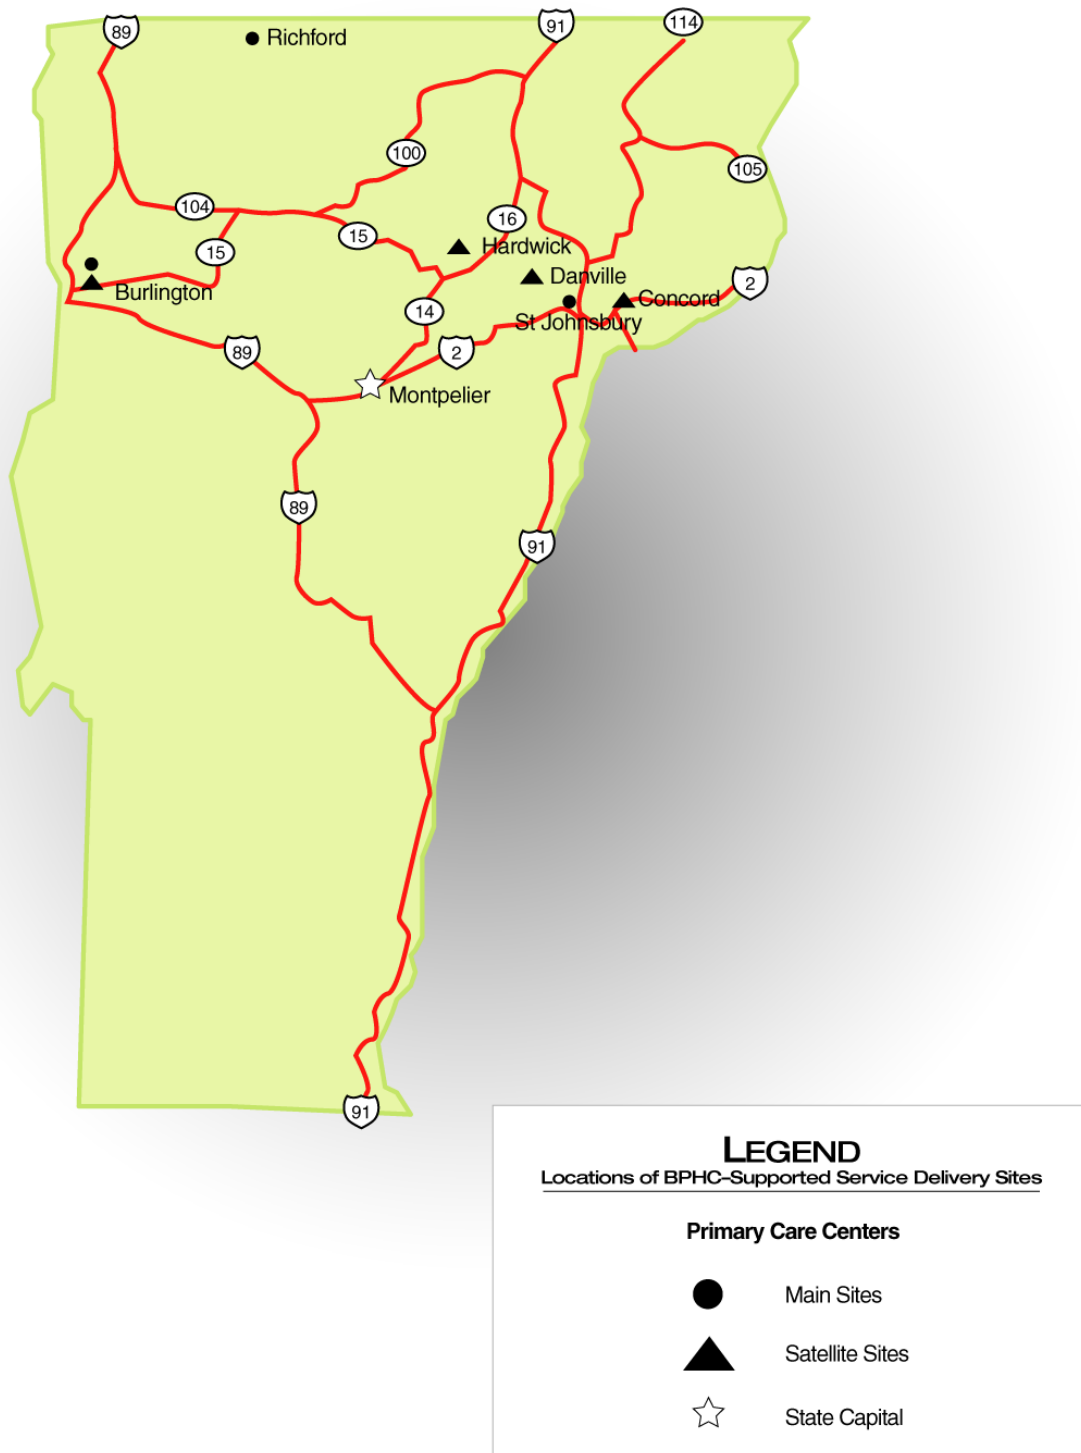 89
Richford
91
114
100
105
104
16
15
15
Hardwick
Danville
2
Burlington
Concord
14
St Johnsbury
89
2
Montpelier
89
91
91
LEGEND
Locations of BPHC-Supported Service Delivery Sites
Primary Care Centers
Main Sites
Satellite Sites
State Capital